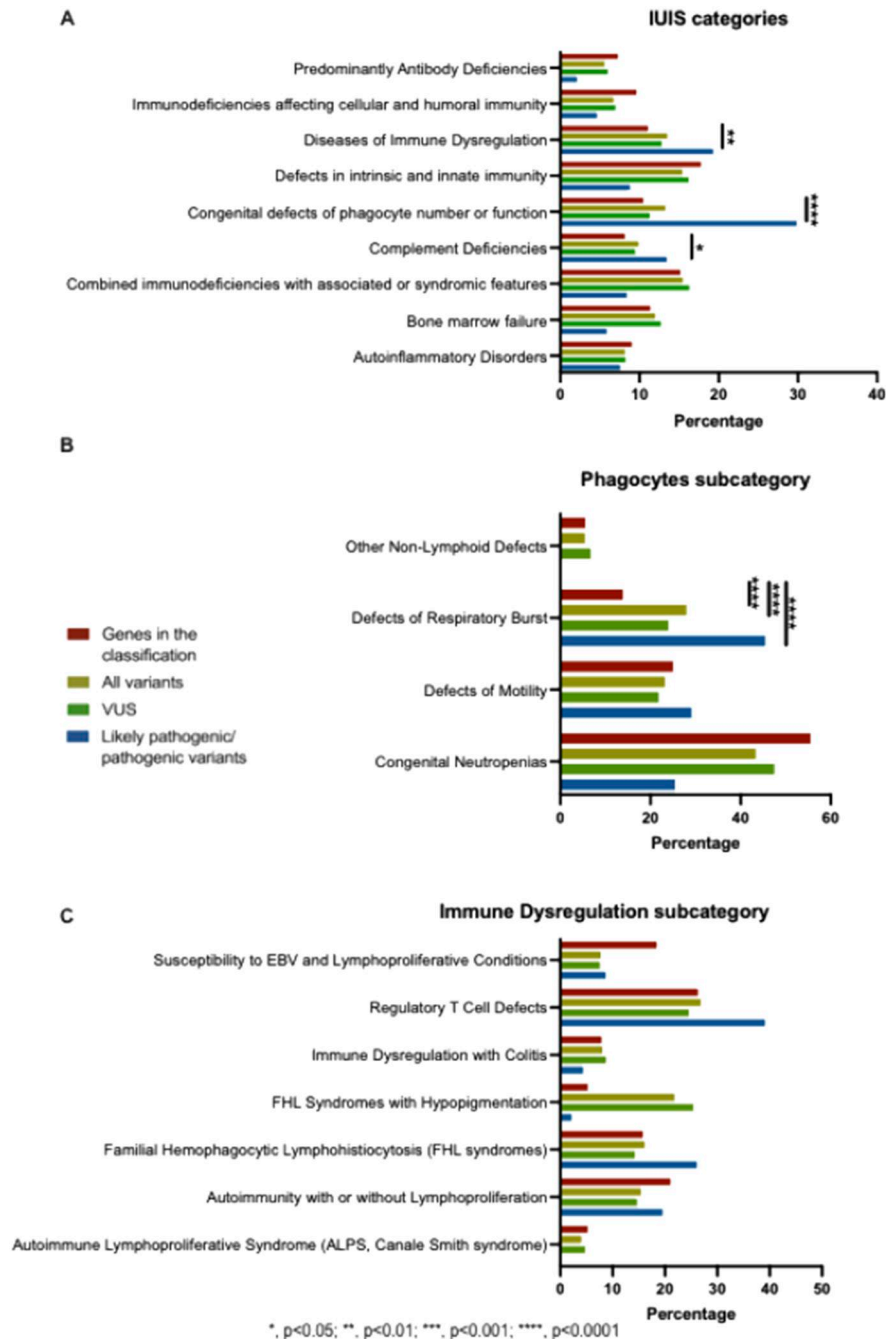 A
IUIS categories
Predominantly Antibody Deficiencies
Immunodeficiencies affecting cellular and humoral immunity
Diseases of Immune Dysregulation
**
Defects in intrinsic and innate immunity
Congenital defects of phagocyte number or function
****
Complement Deficiencies
*
Combined immunodeficiencies with associated or syndromic features
Bone marrow failure
Autoinflammatory Disorders
0 10 20 30 40
Percentage
B
Phagocytes subcategory
Other Non-Lymphoid Defects
Defects of Respiratory Burst
**** **** ****
Defects of Motility
Congenital Neutropenias
Genes in the
classification
All variants
VUS
Likely pathogenic/
pathogenic variants
0 20 40 60
Percentage
C
Immune Dysregulation subcategory
Susceptibility to EBV and Lymphoproliferative Conditions
Regulatory T Cell Defects
Immune Dysregulation with Colitis
FHL Syndromes with Hypopigmentation
Familial Hemophagocytic Lymphohistiocytosis (FHL syndromes)
Autoimmunity with or without Lymphoproliferation
Autoimmune Lymphoproliferative Syndrome (ALPS, Canale Smith syndrome)
0 10 20 30 40 50
Percentage
*, p<0.05; **, p<0.01; ***, p<0.001; ****, p<0.0001